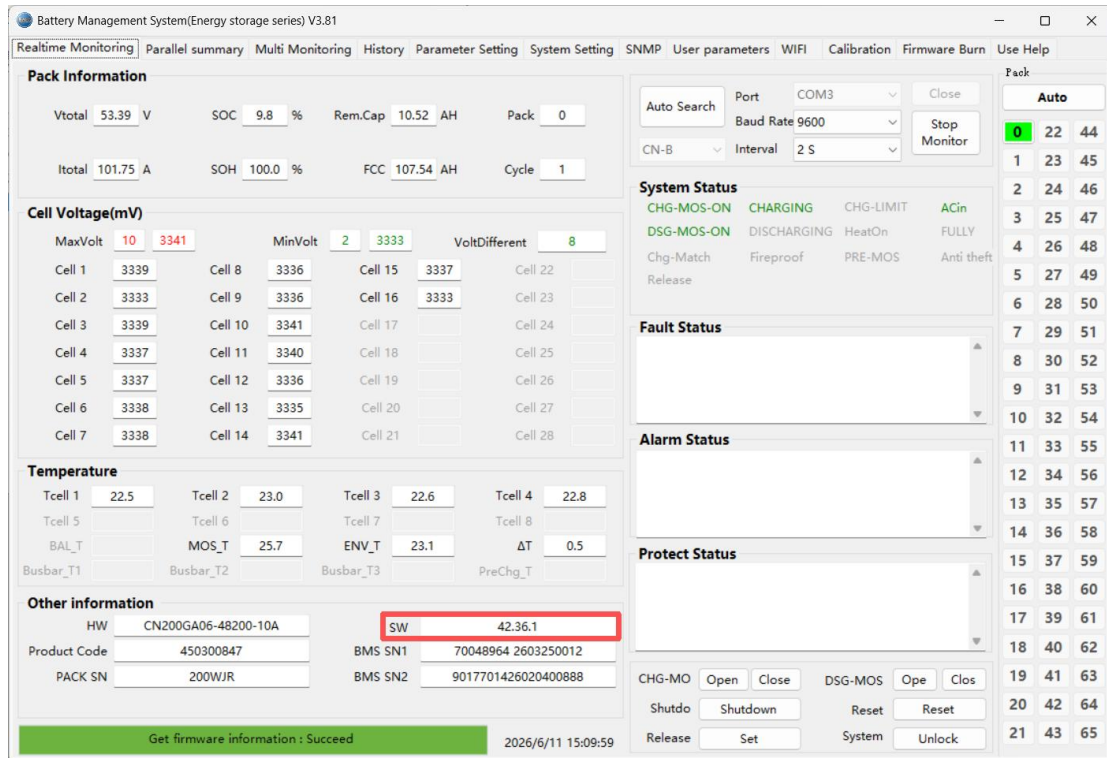 Battery Management System(Energy storage series) V3.81
Realtime Monitoring Parallel summary Multi Monitoring History Parameter Setting System Setting SNMP User parameters WIFI Calibration Firmware Burn Use Help
Pack Information
Vtotal 53.39 V SOC 9.8 % Rem.Cap 10.52 AH Pack 0
Itotal 101.75 A SOH 100.0 % FCC 107.54 AH Cycle 1
Cell Voltage(mV)
MaxVolt 10 3341 MinVolt 2 3333 VoltDifferent 8
Cell 1 3339 Cell 8 3336 Cell 15 3337 Cell 22
Cell 2 3333 Cell 9 3336 Cell 16 3333 Cell 23
Cell 3 3339 Cell 10 3341 Cell 17 Cell 24
Cell 4 3337 Cell 11 3340 Cell 18 Cell 25
Cell 5 3337 Cell 12 3336 Cell 19 Cell 26
Cell 6 3338 Cell 13 3335 Cell 20 Cell 27
Cell 7 3338 Cell 14 3341 Cell 21 Cell 28
Temperature
Tcell 1 22.5 Tcell 2 23.0 Tcell 3 22.6 Tcell 4 22.8
Tcell 5 Tcell 6 Tcell 7 Tcell 8
BAL_T MOS_T 25.7 ENV_T 23.1 ΔT 0.5
Busbar_T1 Busbar_T2 Busbar_T3 PreChg_T
Other information
HW CN200GA06-48200-10A SW 42.36.1
Product Code 450300847 BMS SN1 70048964 2603250012
PACK SN 200WJR BMS SN2 9017701426020400888
Get firmware information : Succeed 2026/6/11 15:09:59
Auto Search Port COM3 Close
Baud Rate 9600 Stop Monitor
CN-B Interval 2 S
System Status
CHG-MOS-ON CHARGING CHG-LIMIT ACin
DSG-MOS-ON DISCHARGING HeatOn FULLY
Chg-Match Fireproof PRE-MOS Anti theft
Release
Fault Status
Alarm Status
Protect Status
CHG-MO Open Close DSG-MOS Ope Clos
Shutdo Shutdown Reset Reset
Release Set System Unlock
Pack
Auto
0 22 44
1 23 45
2 24 46
3 25 47
4 26 48
5 27 49
6 28 50
7 29 51
8 30 52
9 31 53
10 32 54
11 33 55
12 34 56
13 35 57
14 36 58
15 37 59
16 38 60
17 39 61
18 40 62
19 41 63
20 42 64
21 43 65